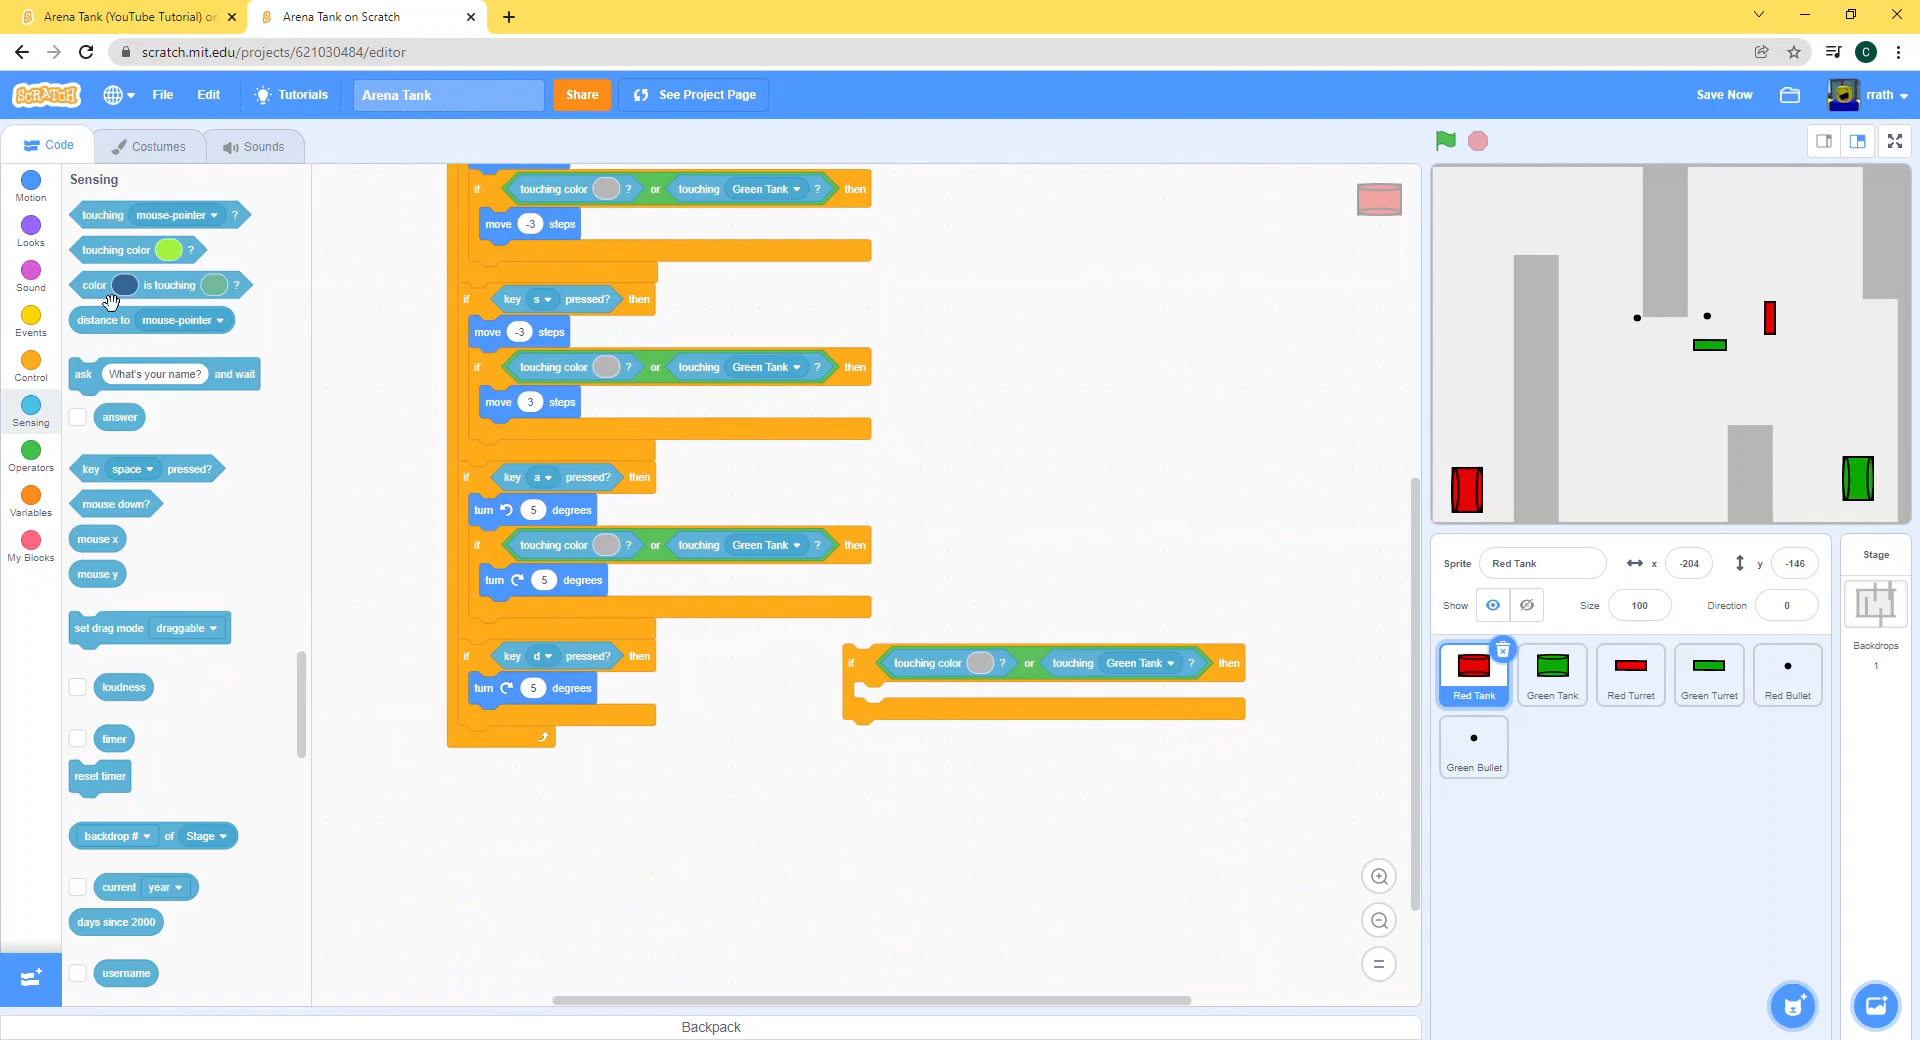 Arena Tank (YouTube Tutorial) on
Arena Tank on Scratch
scratch.mit.edu/projects/621030484/editor
C
SCRATCH
File
Edit
Tutorials
Arena Tank
Share
See Project Page
Save Now
rrath
Code
Costumes
Sounds
Motion
Looks
Sound
Events
Control
Sensing
Operators
Variables
My Blocks
Sensing
touching mouse-pointer ?
touching color ?
color is touching ?
distance to mouse-pointer
ask What's your name? and wait
answer
key space pressed?
mouse down?
mouse x
mouse y
set drag mode draggable
loudness
timer
reset timer
backdrop # of Stage
current year
days since 2000
username
if touching color ? or touching Green Tank ? then
move -3 steps
if key s pressed? then
move -3 steps
if touching color ? or touching Green Tank ? then
move 3 steps
if key a pressed? then
turn 5 degrees
if touching color ? or touching Green Tank ? then
turn 5 degrees
if key d pressed? then
turn 5 degrees
if touching color ? or touching Green Tank ? then
Backpack
Sprite Red Tank x -204 y -146
Show Size 100 Direction 0
Red Tank
Green Tank
Red Turret
Green Turret
Red Bullet
Green Bullet
Stage
Backdrops
1